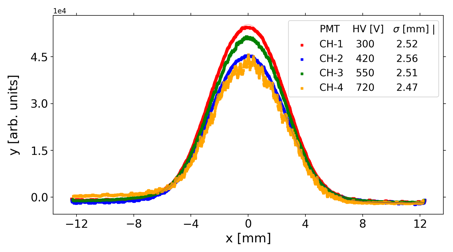 1e4
PMT HV [V] σ [mm] |
CH-1 300 2.52
CH-2 420 2.56
CH-3 550 2.51
CH-4 720 2.47
4.5
3.0
1.5
0.0
y [arb. units]
−12 −8 −4 0 4 8 12
x [mm]